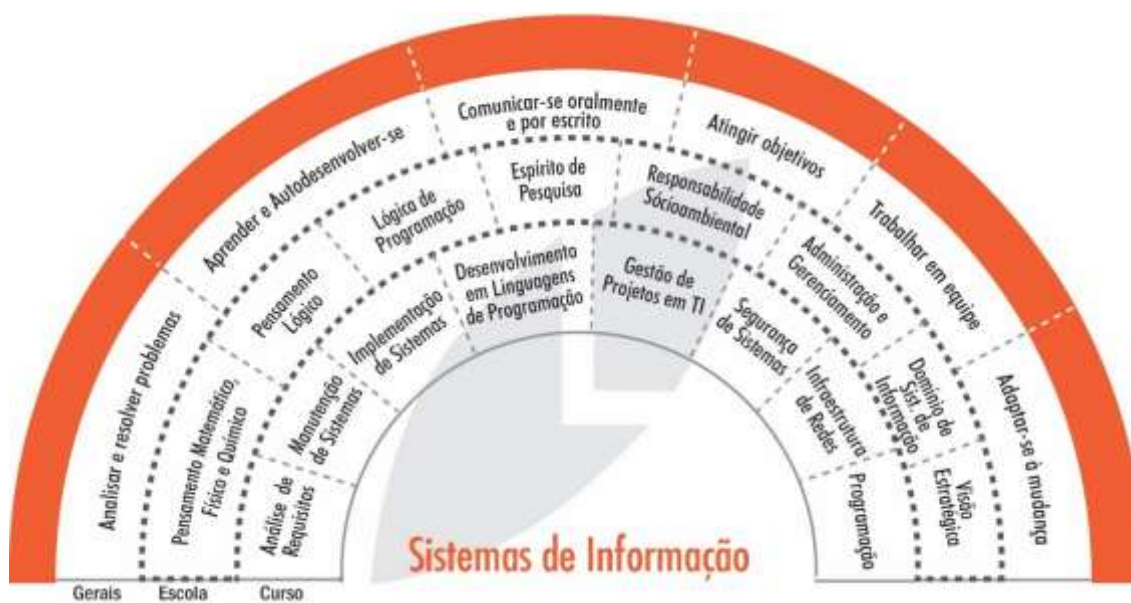 Analisar e resolver problemas
Aprender e Autodesenvolver-se
Comunicar-se oralmente
e por escrito
Atingir objetivos
Trabalhar em equipe
Adaptar-se à mudança
Pensamento Matemático,
Físico e Químico
Pensamento
Lógico
Lógica de
Programação
Espírito de
Pesquisa
Responsabilidade
Sócioambiental
Administração e
Gerenciamento
Domínio de
Sist. de
Informação
Visão
Estratégica
Análise de
Requisitos
Manutenção
de Sistemas
Implementação
de Sistemas
Desenvolvimento
em Linguagens
de Programação
Gestão de
Projetos em TI
Segurança
de Sistemas
Infraestrutura
de Redes
Programação
Sistemas de Informação
Gerais
Escola
Curso